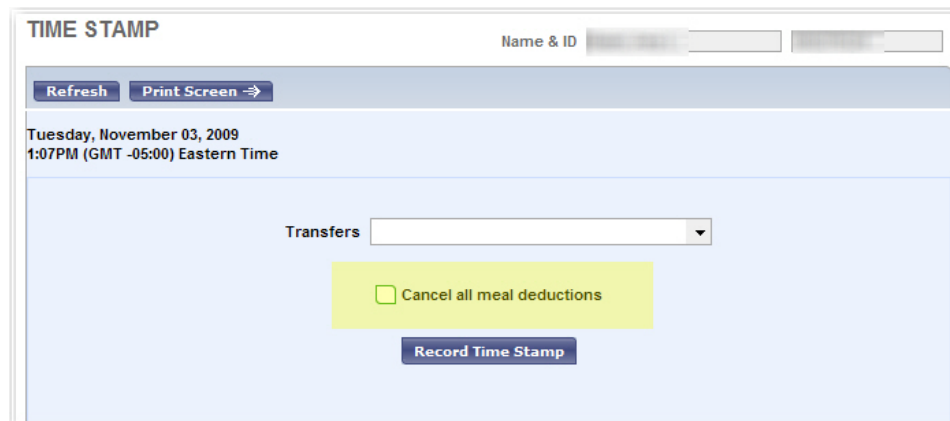 TIME STAMP
Name & ID
Refresh Print Screen
Tuesday, November 03, 2009
1:07PM (GMT -05:00) Eastern Time
Transfers
Cancel all meal deductions
Record Time Stamp